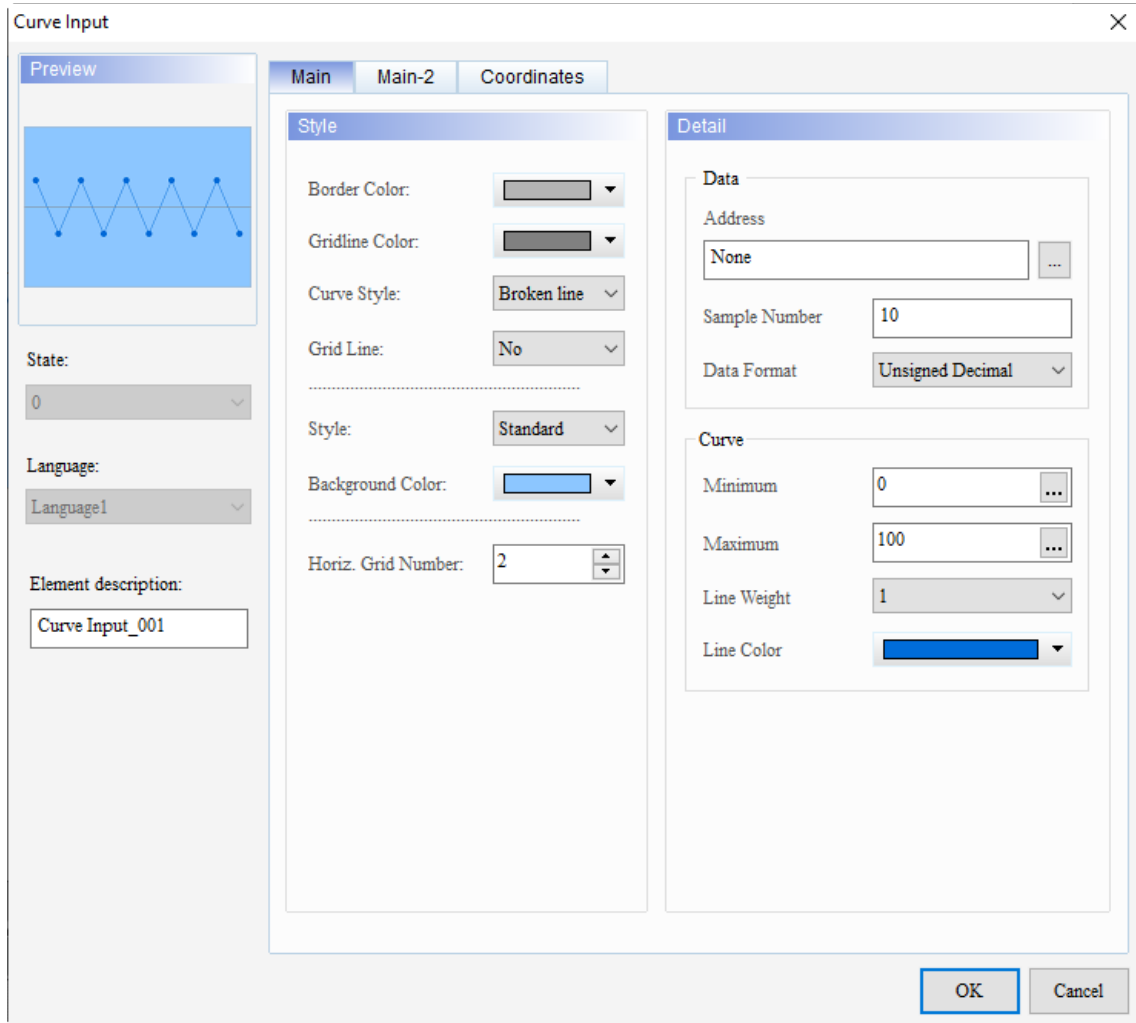 Curve Input
Preview
State:
0
Language:
Language1
Element description:
Curve Input_001
Main
Main-2
Coordinates
Style
Border Color:
Gridline Color:
Curve Style:
Broken line
Grid Line:
No
Style:
Standard
Background Color:
Horiz. Grid Number:
2
Detail
Data
Address
None
...
Sample Number
10
Data Format
Unsigned Decimal
Curve
Minimum
0
...
Maximum
100
...
Line Weight
1
Line Color
OK
Cancel